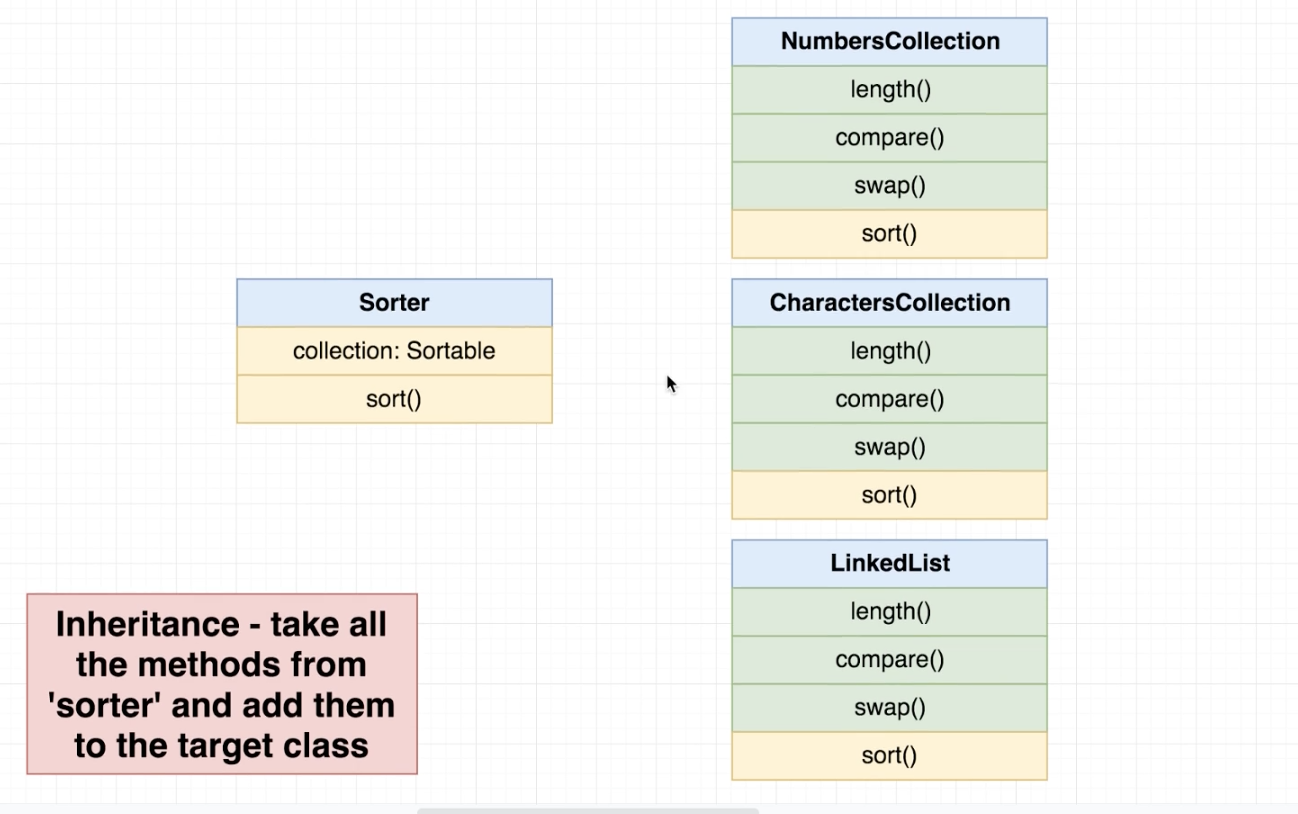 NumbersCollection
length()
compare()
swap()
sort()
Sorter
collection: Sortable
sort()
CharactersCollection
length()
compare()
swap()
sort()
LinkedList
length()
compare()
swap()
sort()
Inheritance - take all
the methods from
'sorter' and add them
to the target class